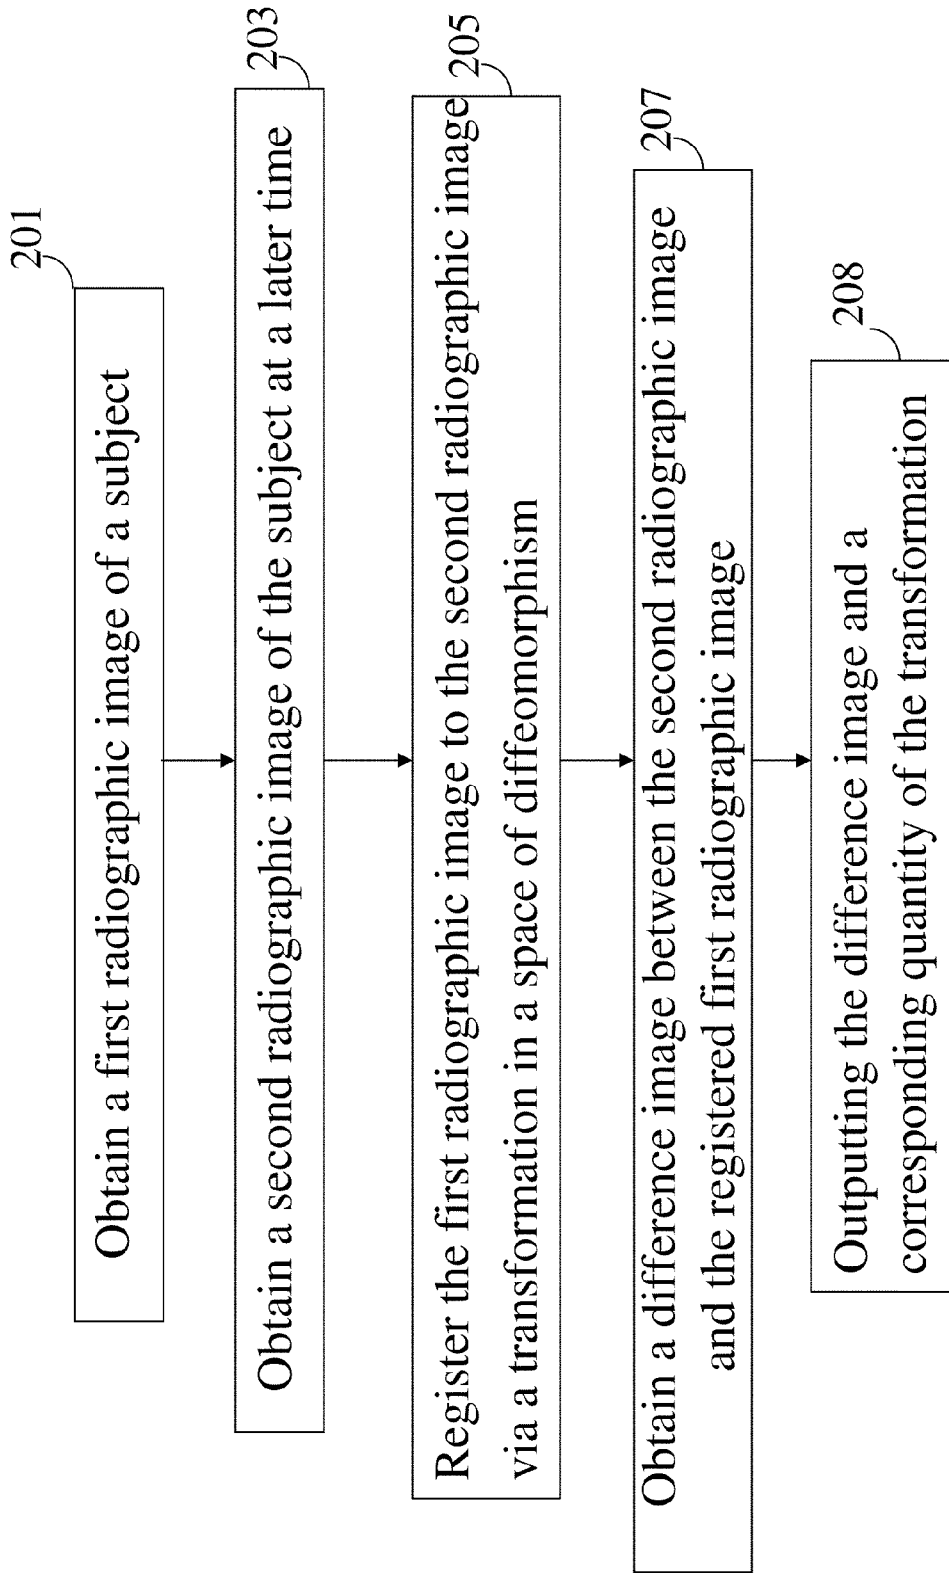 201
Obtain a first radiographic image of a subject
203
Obtain a second radiographic image of the subject at a later time
205
Register the first radiographic image to the second radiographic image
via a transformation in a space of diffeomorphism
207
Obtain a difference image between the second radiographic image
and the registered first radiographic image
208
Outputting the difference image and a
corresponding quantity of the transformation